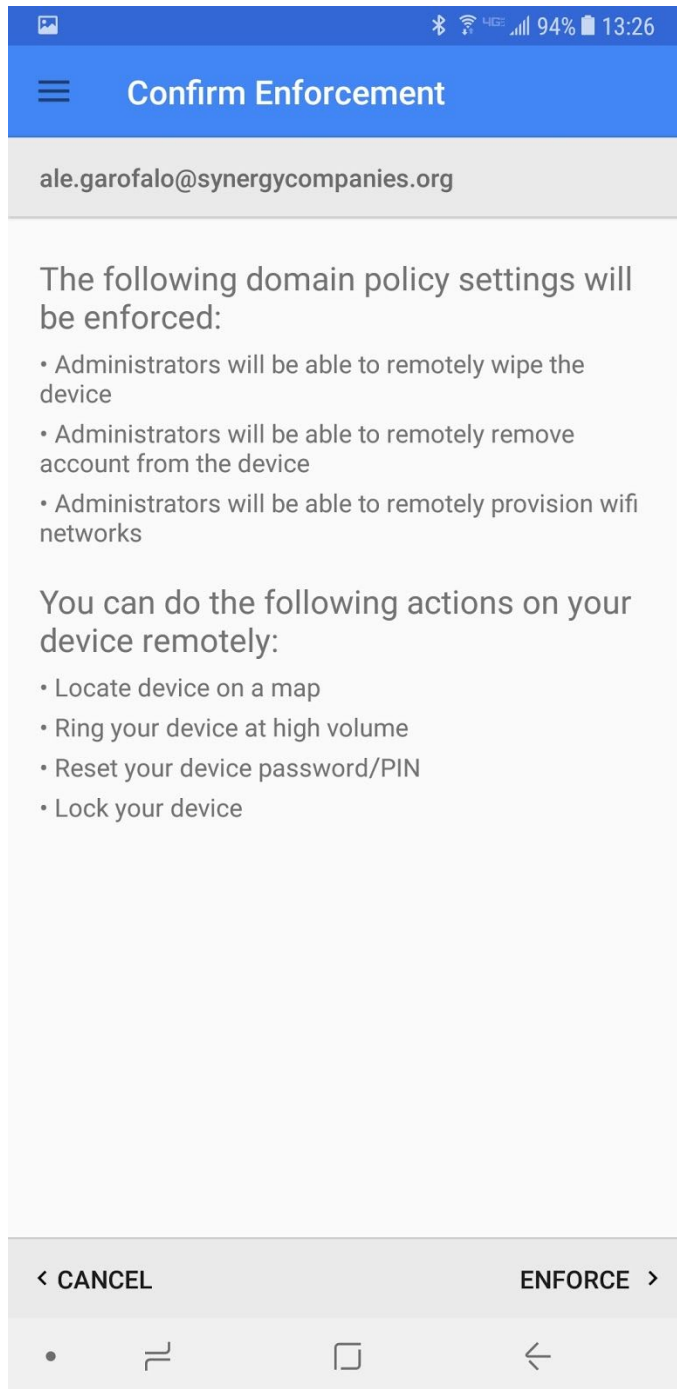 4GE 94% 13:26
Confirm Enforcement
ale.garofalo@synergycompanies.org
The following domain policy settings will
be enforced:
• Administrators will be able to remotely wipe the
device
• Administrators will be able to remotely remove
account from the device
• Administrators will be able to remotely provision wifi
networks
You can do the following actions on your
device remotely:
• Locate device on a map
• Ring your device at high volume
• Reset your device password/PIN
• Lock your device
< CANCEL ENFORCE >